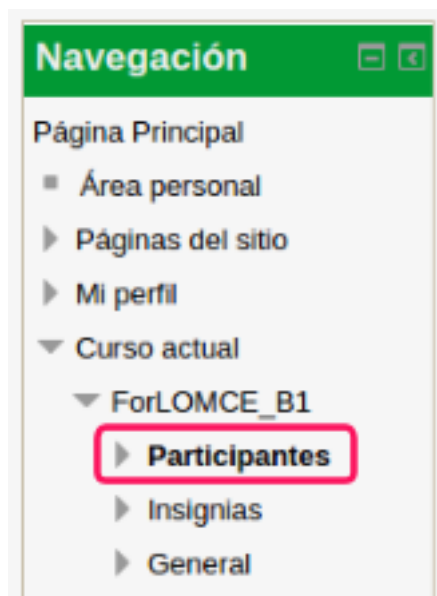 Navegación
Página Principal
Área personal
Páginas del sitio
Mi perfil
Curso actual
ForLOMCE_B1
Participantes
Insignias
General